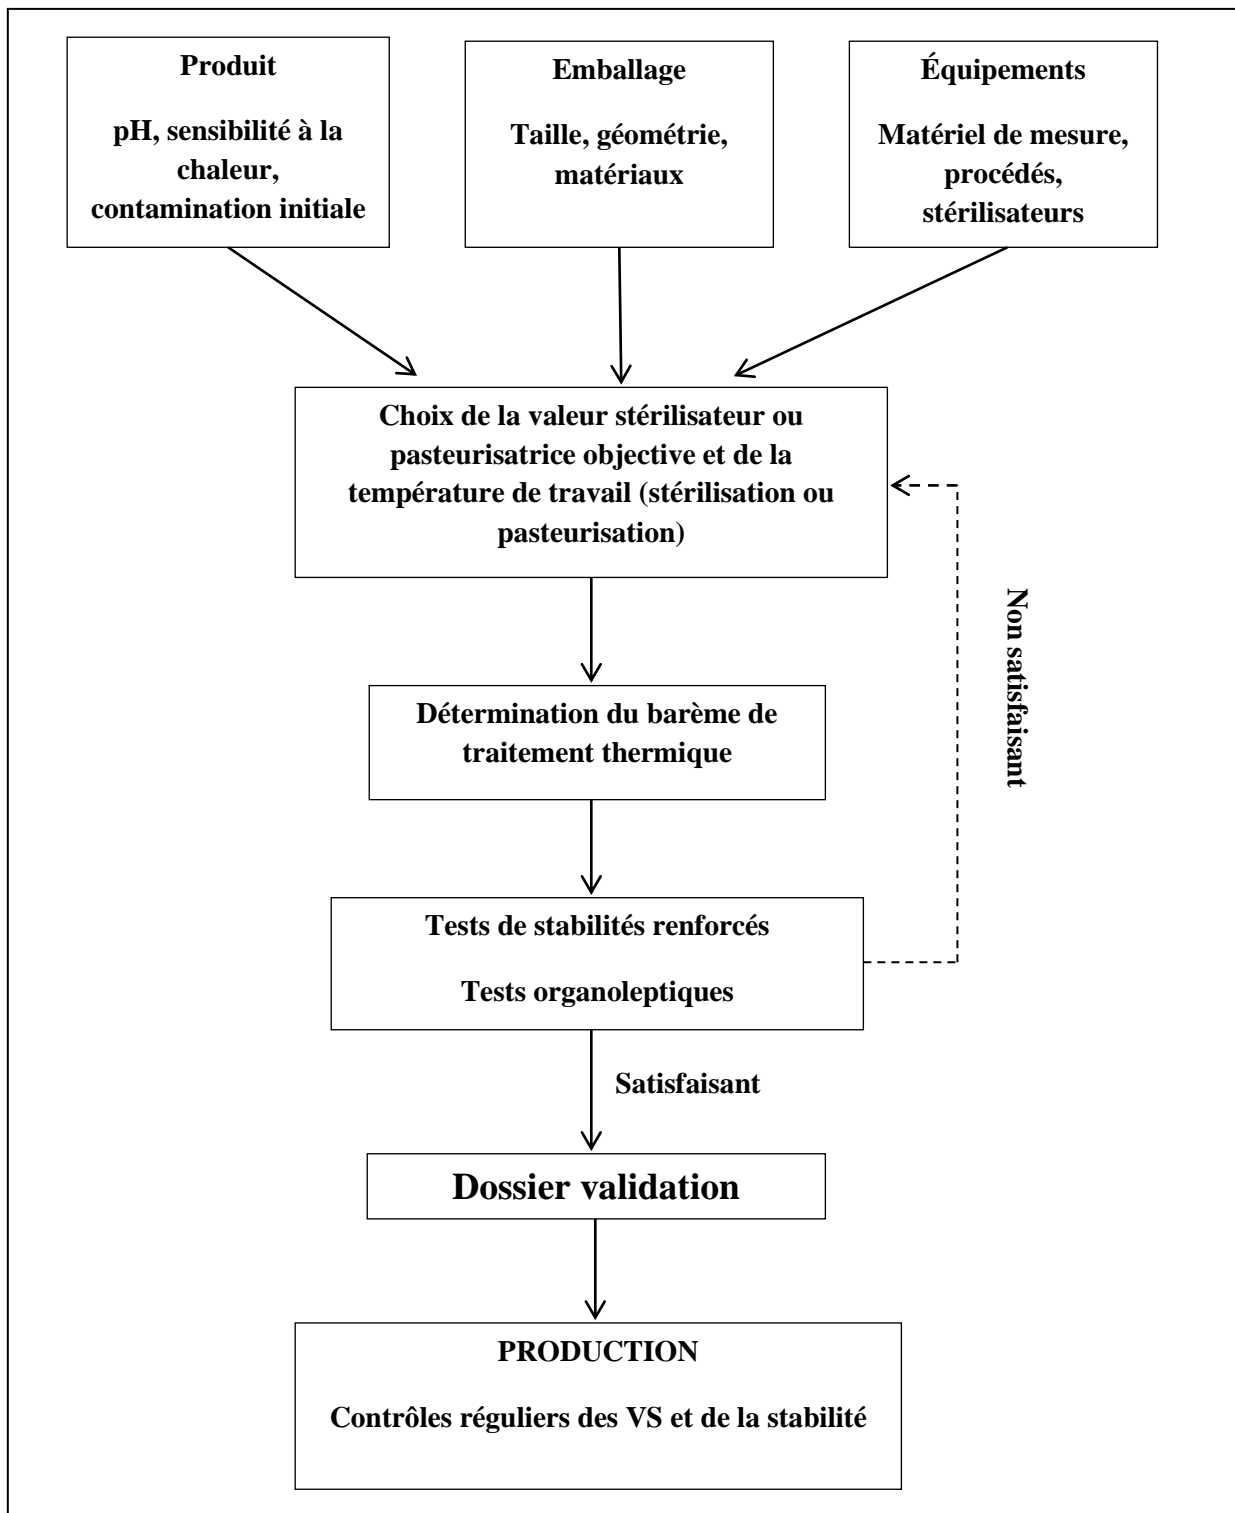 Produit
pH, sensibilité à la
chaleur,
contamination initiale
Emballage
Taille, géométrie,
matériaux
Équipements
Matériel de mesure,
procédés,
stérilisateurs
Choix de la valeur stérilisateur ou
pasteurisatrice objective et de la
température de travail (stérilisation ou
pasteurisation)
Non satisfaisant
Détermination du barème de
traitement thermique
Tests de stabilités renforcés
Tests organoleptiques
Satisfaisant
Dossier validation
PRODUCTION
Contrôles réguliers des VS et de la stabilité